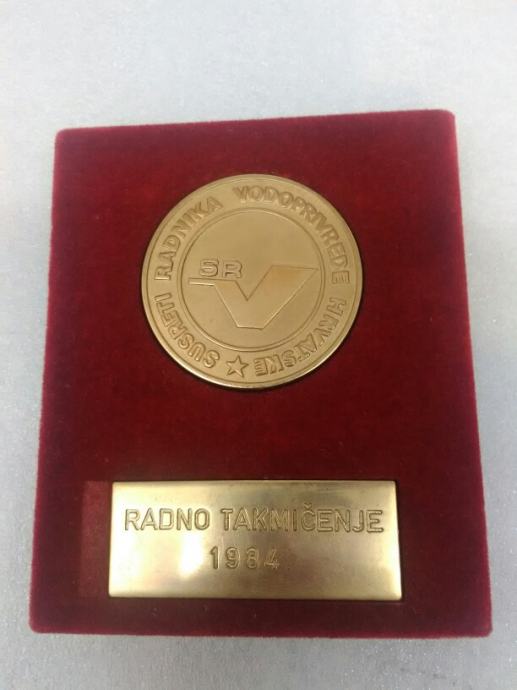 SUSRETI RADNIKA VODOPRIVREDE HRVATSKE
SR
RADNO TAKMIČENJE
1984